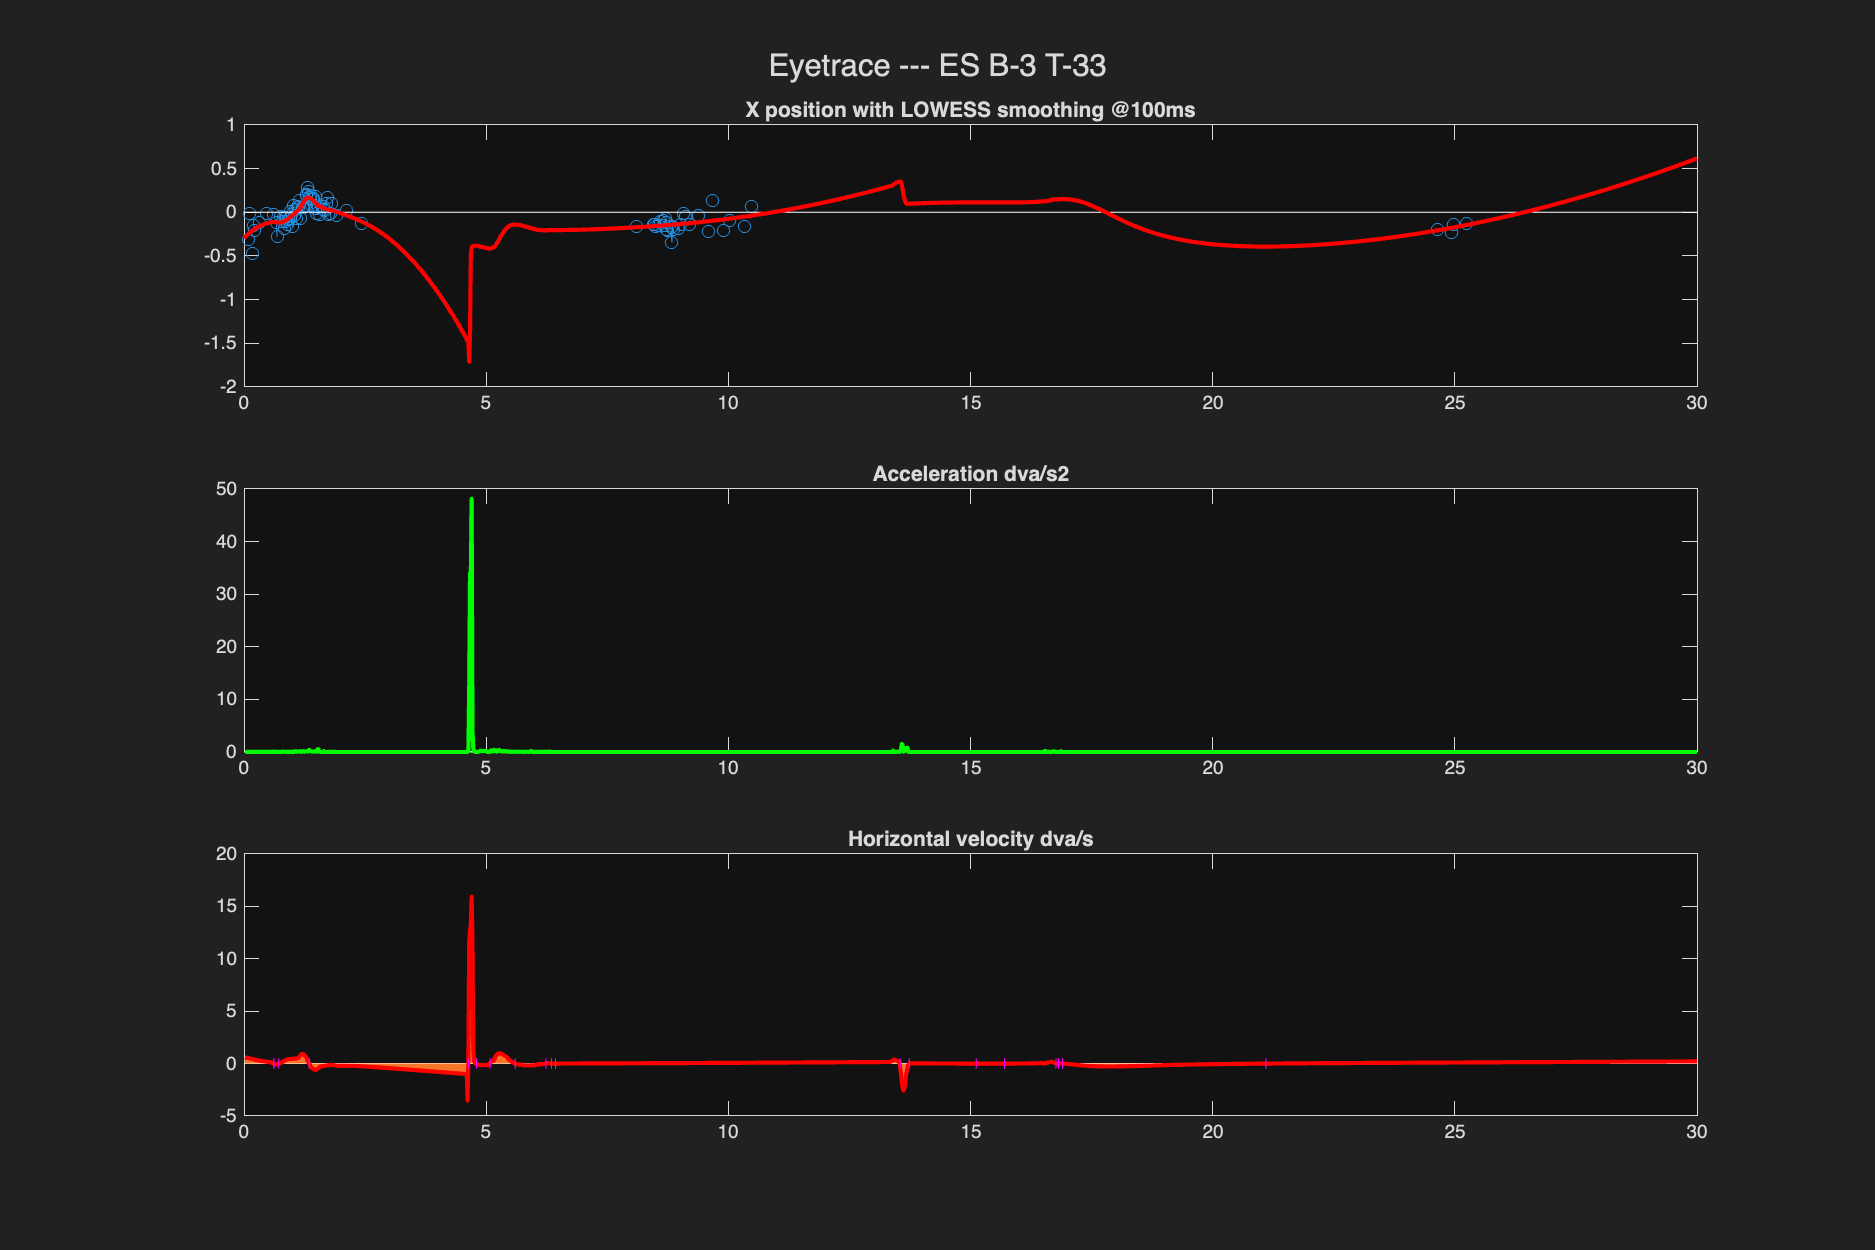 Eyetrace --- ES B-3 T-33
X position with LOWESS smoothing @100ms
1
0.5
0
-0.5
-1
-1.5
-2
0 5 10 15 20 25 30
Acceleration dva/s2
50
40
30
20
10
0
0 5 10 15 20 25 30
Horizontal velocity dva/s
20
15
10
5
0
-5
0 5 10 15 20 25 30